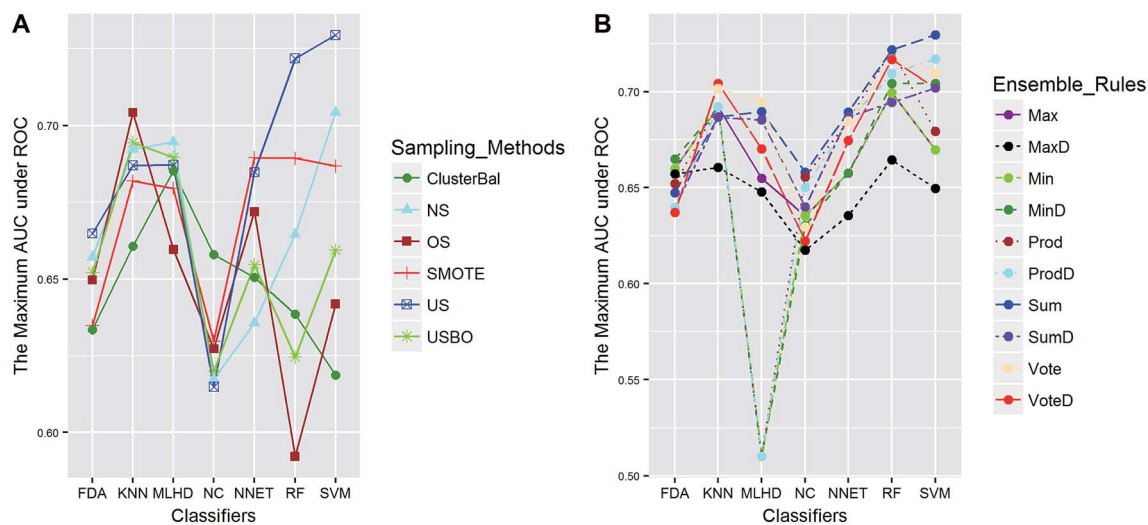 A
The Maximum AUC under ROC
0.70
0.65
0.60
FDA KNN MLHD NC NNET RF SVM
Classifiers
Sampling_Methods
ClusterBal
NS
OS
SMOTE
US
USBO
B
The Maximum AUC under ROC
0.70
0.65
0.60
0.55
0.50
FDA KNN MLHD NC NNET RF SVM
Classifiers
Ensemble_Rules
Max
MaxD
Min
MinD
Prod
ProdD
Sum
SumD
Vote
VoteD